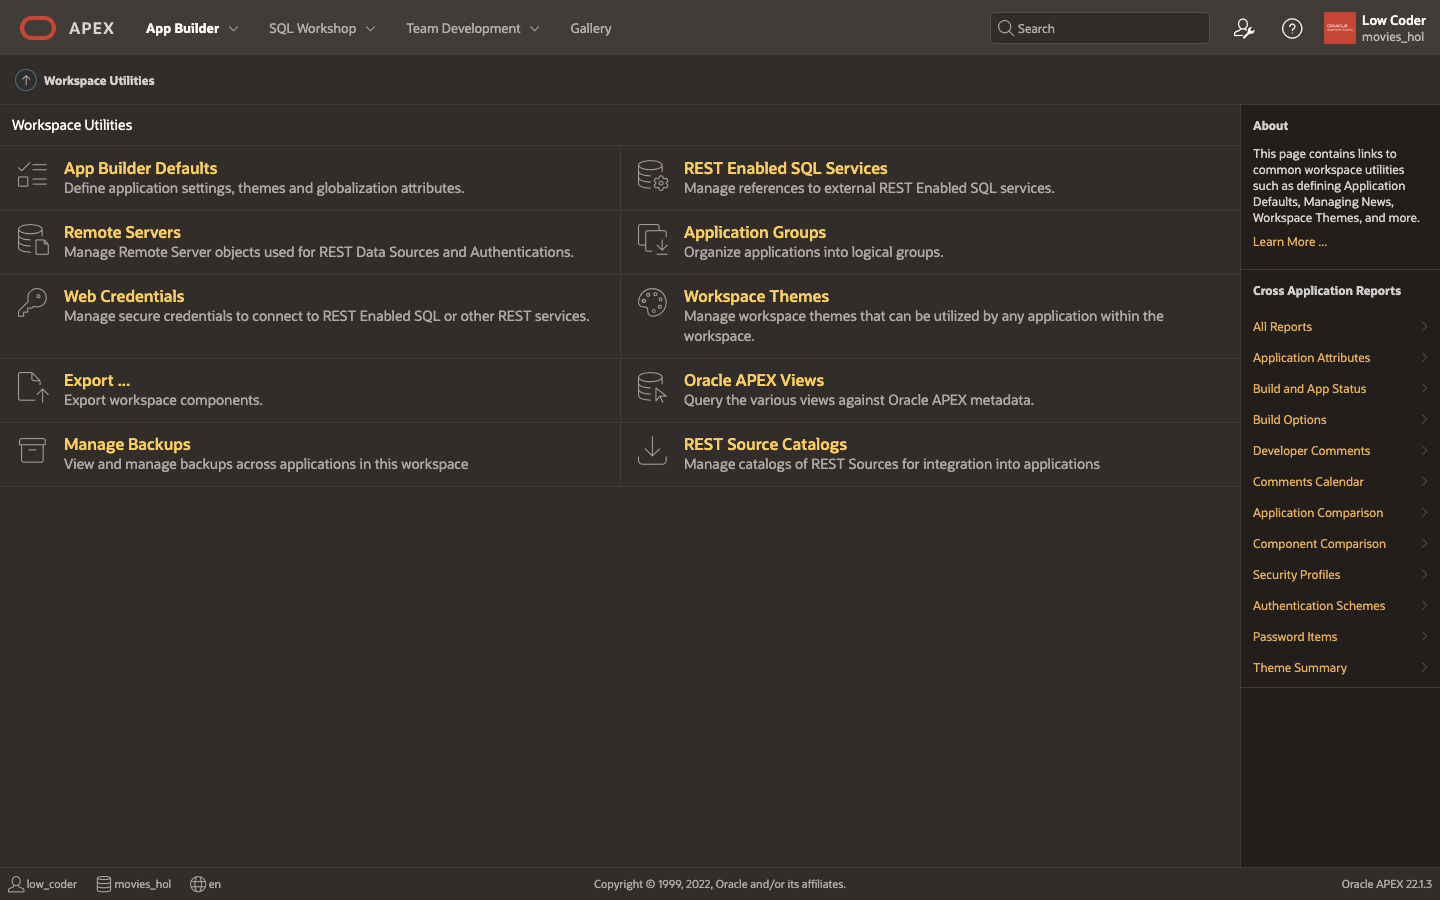 APEX App Builder SQL Workshop Team Development Gallery Search Low Coder
movies_hol
Workspace Utilities
Workspace Utilities
App Builder Defaults
Define application settings, themes and globalization attributes.
REST Enabled SQL Services
Manage references to external REST Enabled SQL services.
Remote Servers
Manage Remote Server objects used for REST Data Sources and Authentications.
Application Groups
Organize applications into logical groups.
Web Credentials
Manage secure credentials to connect to REST Enabled SQL or other REST services.
Workspace Themes
Manage workspace themes that can be utilized by any application within the
workspace.
Export ...
Export workspace components.
Oracle APEX Views
Query the various views against Oracle APEX metadata.
Manage Backups
View and manage backups across applications in this workspace
REST Source Catalogs
Manage catalogs of REST Sources for integration into applications
About
This page contains links to
common workspace utilities
such as defining Application
Defaults, Managing News,
Workspace Themes, and more.
Learn More ...
Cross Application Reports
All Reports
Application Attributes
Build and App Status
Build Options
Developer Comments
Comments Calendar
Application Comparison
Component Comparison
Security Profiles
Authentication Schemes
Password Items
Theme Summary
low_coder movies_hol en Copyright © 1999, 2022, Oracle and/or its affiliates. Oracle APEX 22.1.3